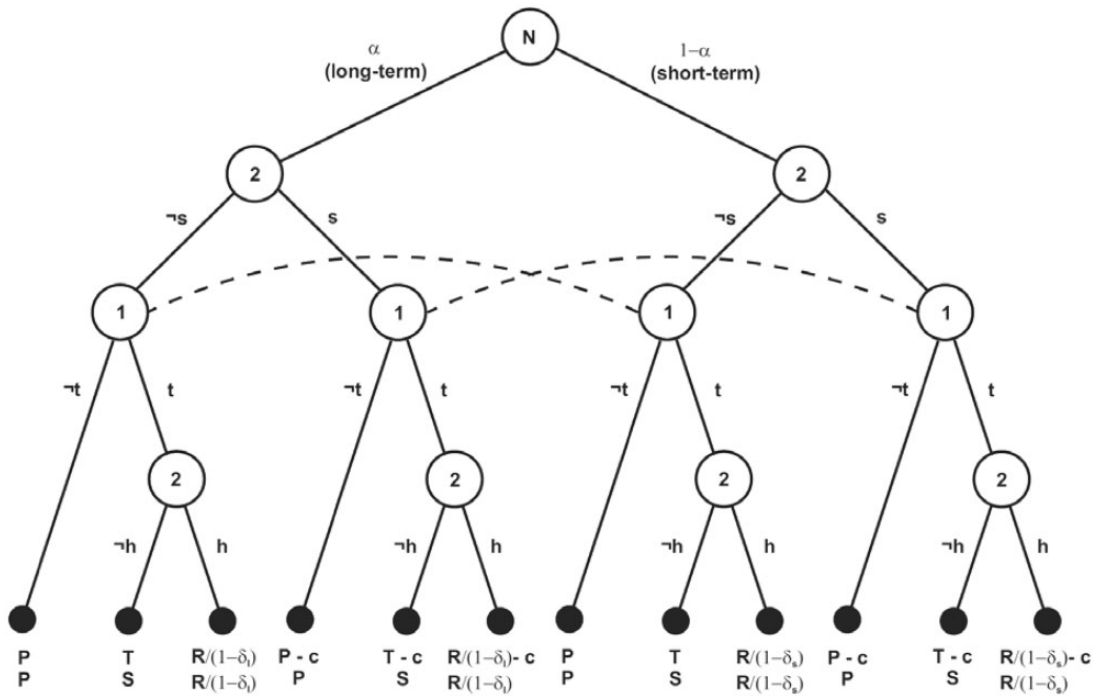 N
α
(long-term)
1−α
(short-term)
2
2
¬s
s
¬s
s
1
1
1
1
¬t
t
¬t
t
¬t
t
¬t
t
2
2
2
2
¬h
h
¬h
h
¬h
h
¬h
h
P T R/(1−δₗ) P - c T - c R/(1−δₗ)- c P T R/(1−δₛ) P - c T - c R/(1−δₛ)- c
P S R/(1−δₗ) P S R/(1−δₗ) P S R/(1−δₛ) P S R/(1−δₛ)